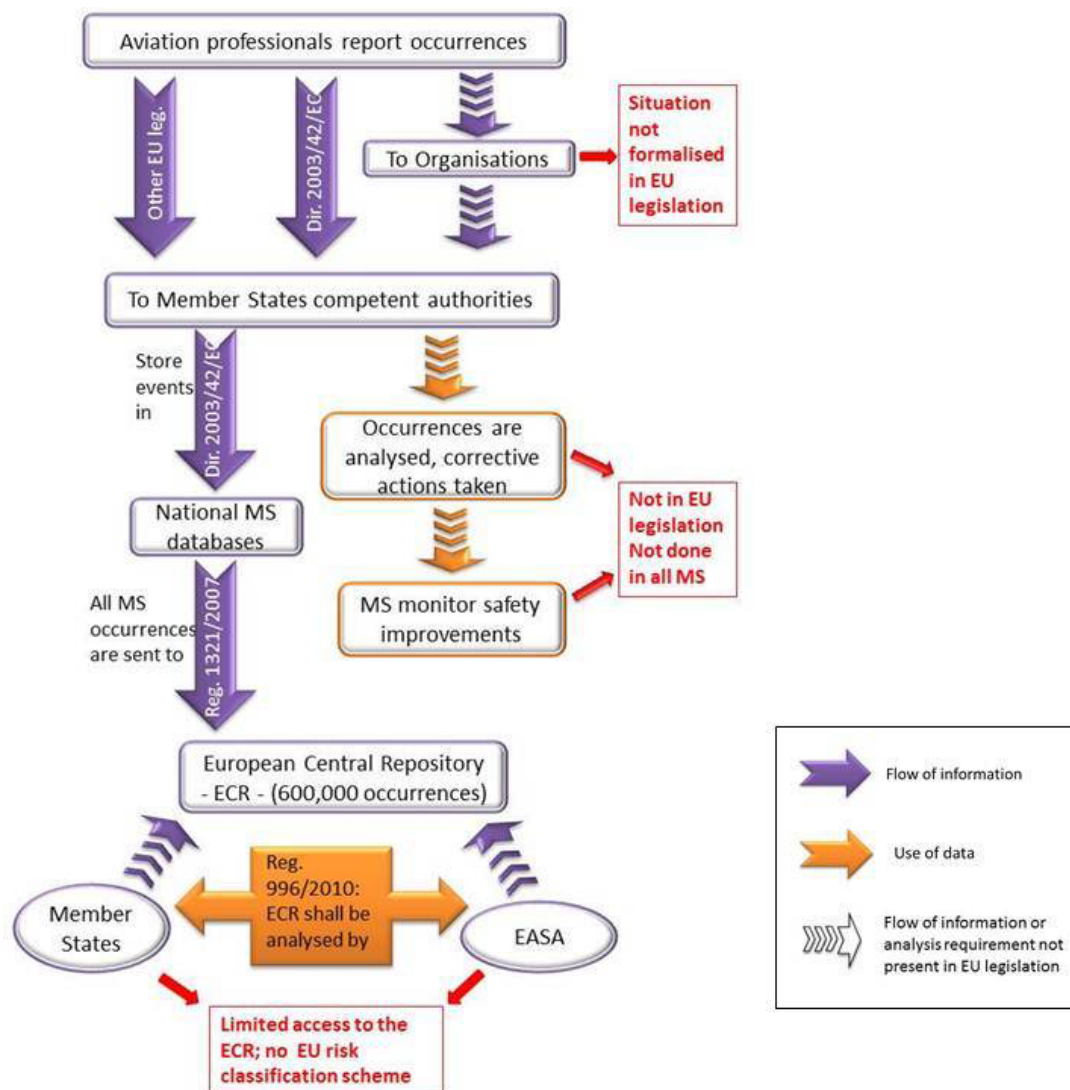 Aviation professionals report occurrences
Other EU leg.
Dir. 2003/42/EC
To Organisations
Situation
not
formalised
in EU
legislation
To Member States competent authorities
Store
events
in
Dir. 2003/42/EC
Occurrences are
analysed, corrective
actions taken
National MS
databases
Not in EU
legislation
Not done
in all MS
MS monitor safety
improvements
All MS
occurrences
are sent to
Reg. 1321/2007
European Central Repository
- ECR - (600,000 occurrences)
Reg.
996/2010:
ECR shall be
analysed by
Member
States
EASA
Limited access to the
ECR; no EU risk
classification scheme
Flow of information
Use of data
Flow of information or
analysis requirement not
present in EU legislation